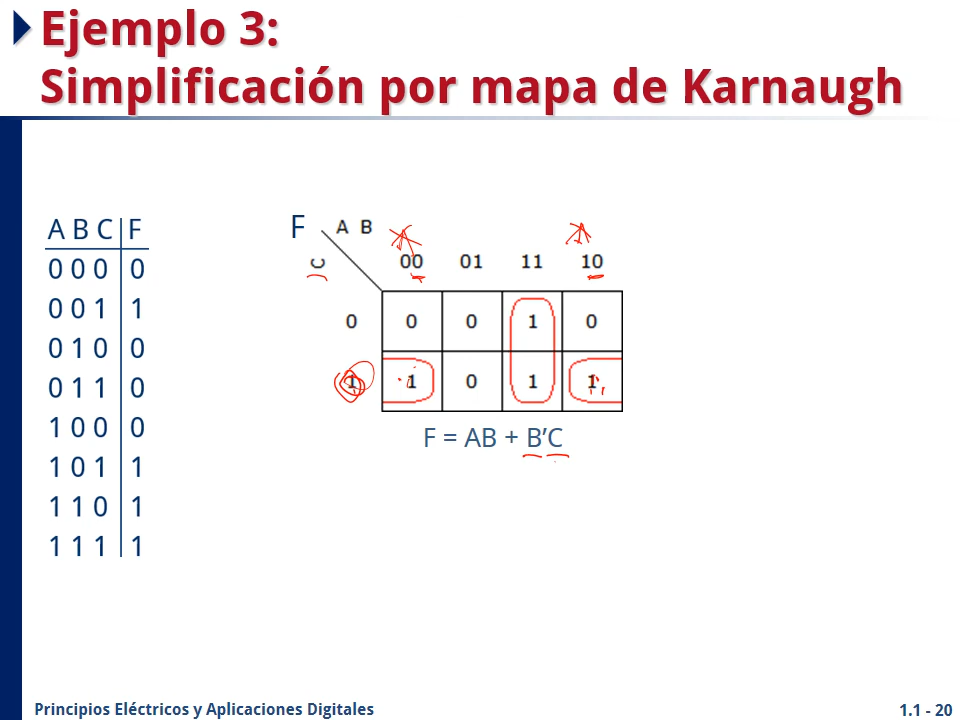 Ejemplo 3:
Simplificación por mapa de Karnaugh
A B C F
0 0 0 0
0 0 1 1
0 1 0 0
0 1 1 0
1 0 0 0
1 0 1 1
1 1 0 1
1 1 1 1
F A B
C 00 01 11 10
0 0 0 1 0
1 1 0 1 1
F = AB + B’C
Principios Eléctricos y Aplicaciones Digitales
1.1 - 20